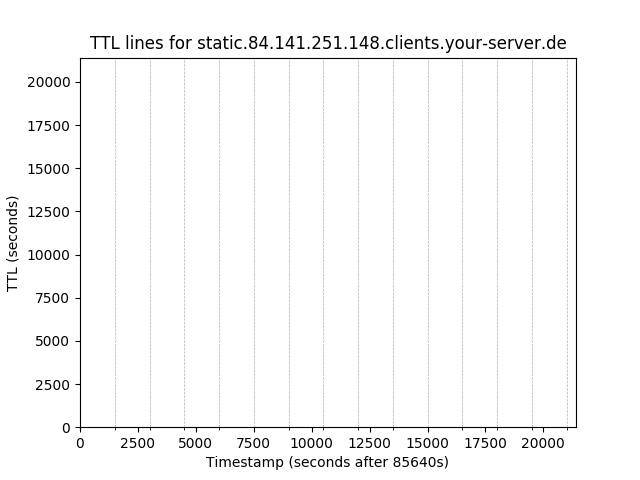 TTL lines for static.84.141.251.148.clients.your-server.de
20000
17500
15000
12500
10000
7500
5000
2500
0
TTL (seconds)
0 2500 5000 7500 10000 12500 15000 17500 20000
Timestamp (seconds after 85640s)